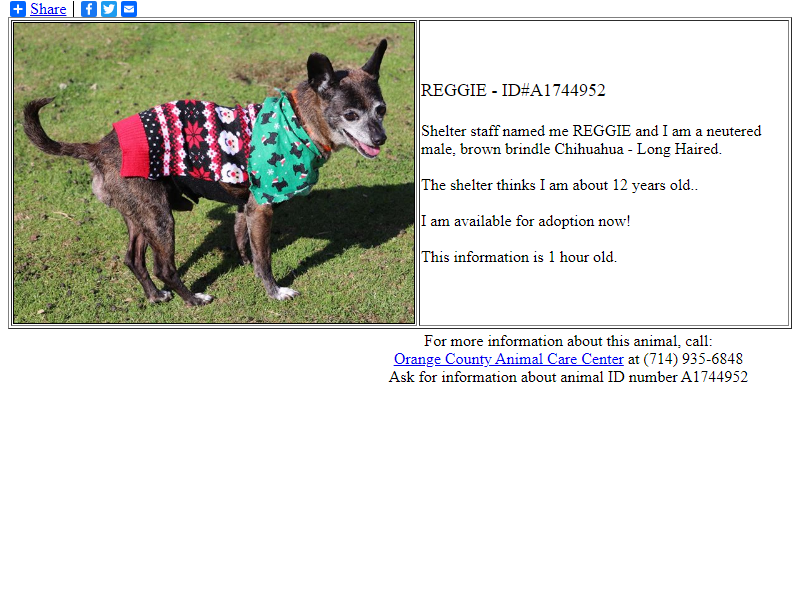 Share
REGGIE - ID#A1744952
Shelter staff named me REGGIE and I am a neutered
male, brown brindle Chihuahua - Long Haired.
The shelter thinks I am about 12 years old..
I am available for adoption now!
This information is 1 hour old.
For more information about this animal, call:
Orange County Animal Care Center at (714) 935-6848
Ask for information about animal ID number A1744952